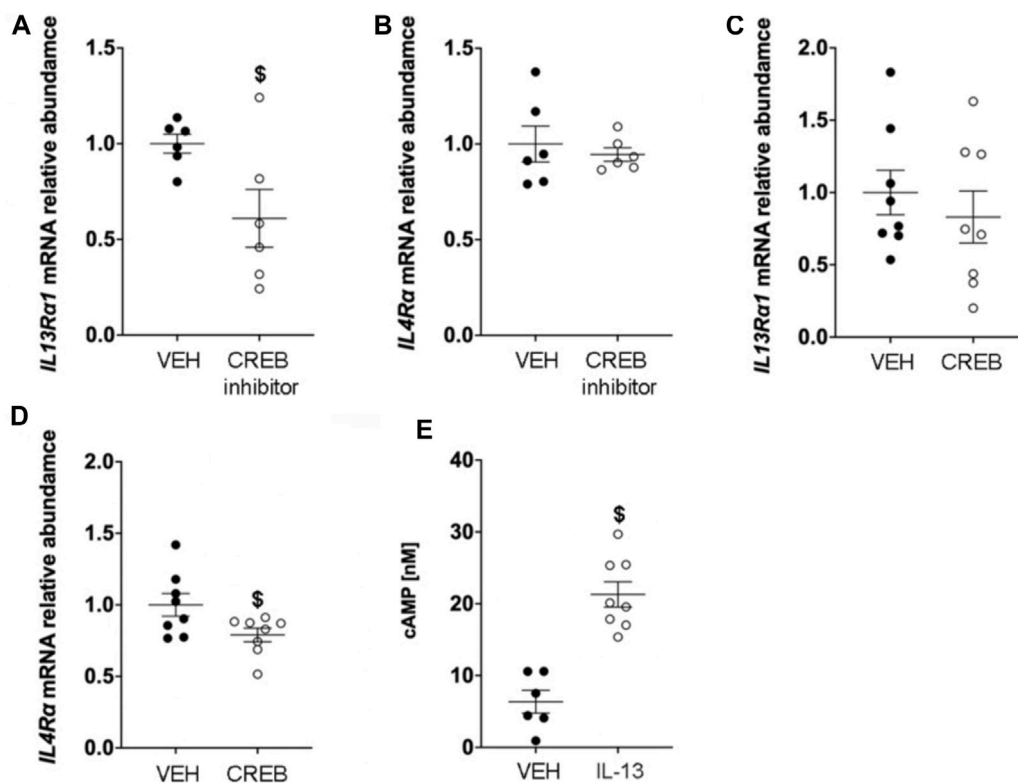 A
IL13Rα1 mRNA relative abundamce
1.5
1.0
0.5
0.0
$
VEH
CREB
inhibitor
B
IL4Rα mRNA relative abundamce
1.5
1.0
0.5
0.0
VEH
CREB
inhibitor
C
IL13Rα1 mRNA relative abundamce
2.0
1.5
1.0
0.5
0.0
VEH
CREB
D
IL4Rα mRNA relative abundamce
2.0
1.5
1.0
0.5
0.0
$
VEH
CREB
E
cAMP [nM]
40
30
20
10
0
$
VEH
IL-13